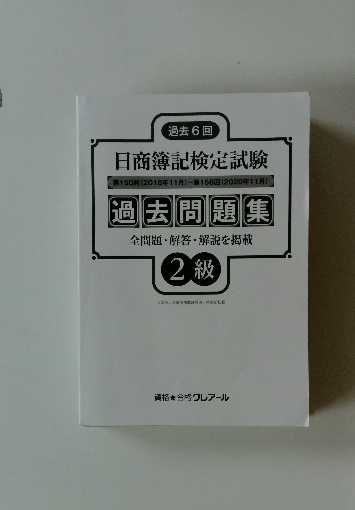 過去6回
日商簿記検定試験
第150回(2018年11月)~第156回(2020年11月)
過去問題集
全問題・解答・解説を掲載
2級
資格★合格クレアール